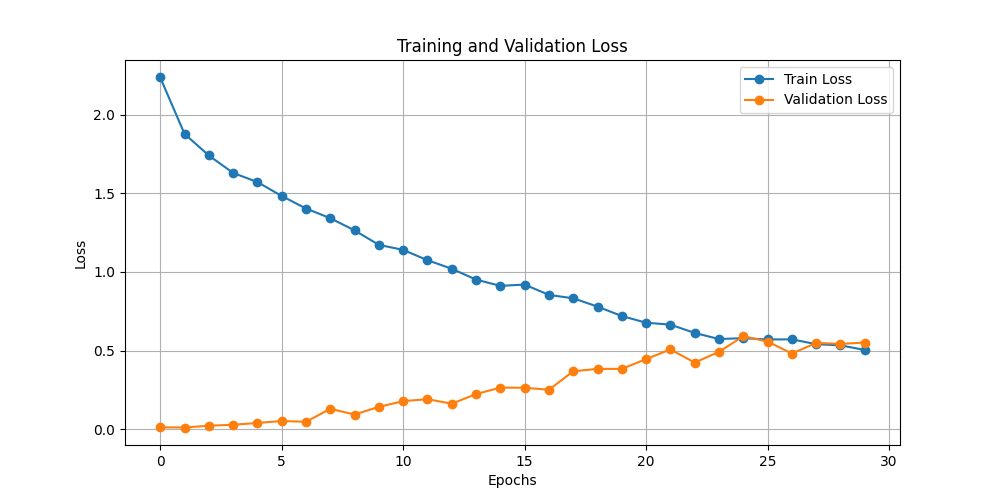 Training and Validation Loss
Train Loss
Validation Loss
2.0
1.5
1.0
0.5
0.0
Loss
0 5 10 15 20 25 30
Epochs